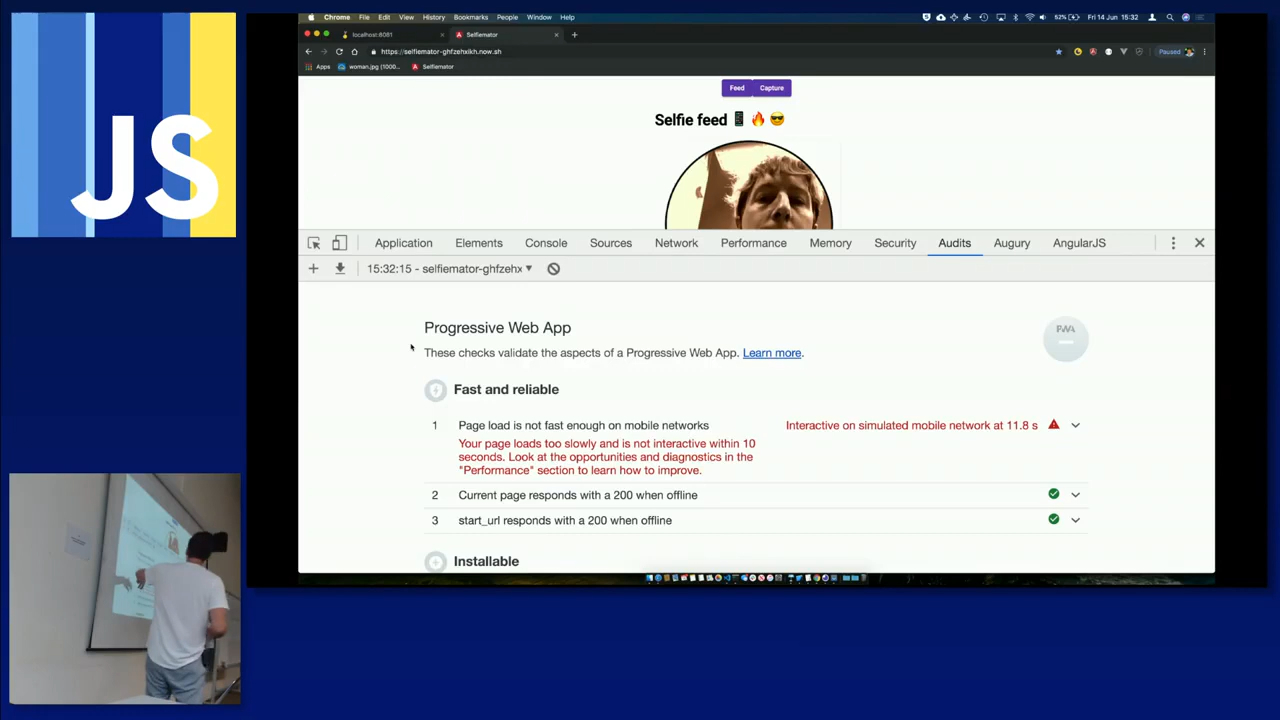 JS
Chrome File Edit View History Bookmarks People Window Help
52% Fri 14 Jun 15:32
localhost:8081
Selfiemator
https://selfiemator-ghfzehxikh.now.sh
Paused
Apps woman.jpg (1000... Selfiemator
Feed Capture
Selfie feed 📱 🔥 😎
Application Elements Console Sources Network Performance Memory Security Audits Augury AngularJS
15:32:15 - selfiemator-ghfzehx
Progressive Web App
PWA
These checks validate the aspects of a Progressive Web App. Learn more.
Fast and reliable
1 Page load is not fast enough on mobile networks Interactive on simulated mobile network at 11.8 s
Your page loads too slowly and is not interactive within 10
seconds. Look at the opportunities and diagnostics in the
"Performance" section to learn how to improve.
2 Current page responds with a 200 when offline
3 start_url responds with a 200 when offline
Installable